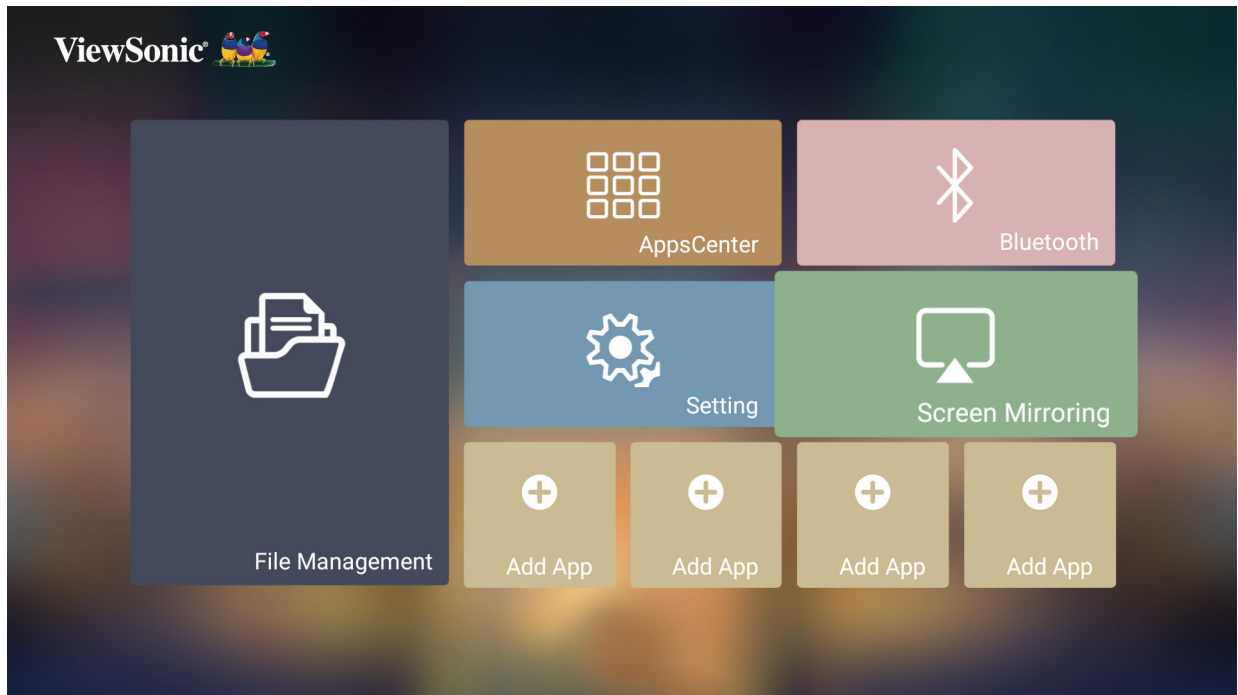 ViewSonic®
AppsCenter
Bluetooth
Setting
Screen Mirroring
File Management
Add App
Add App
Add App
Add App